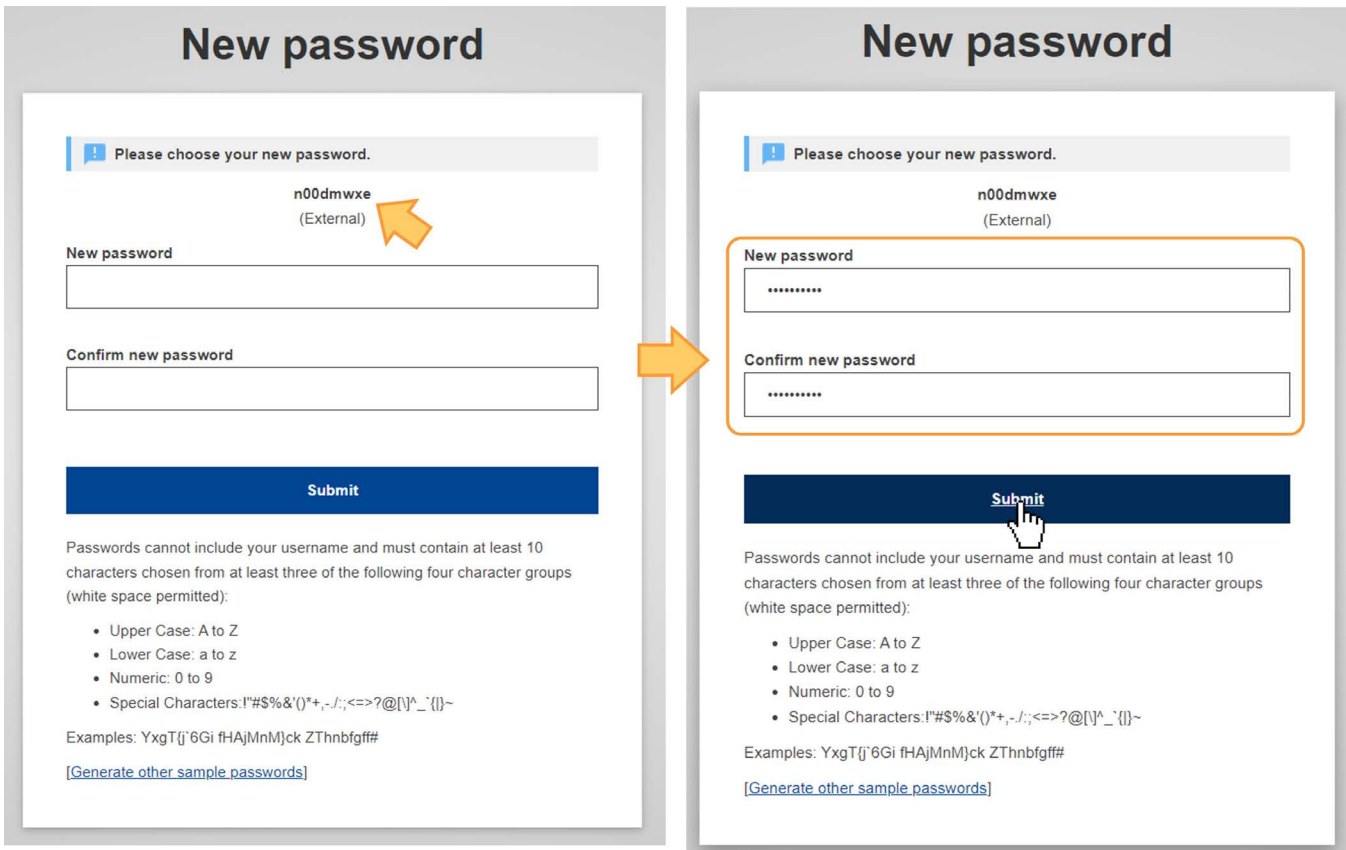 New password
Please choose your new password.
n00dmwxe
(External)
New password
Confirm new password
Submit
Passwords cannot include your username and must contain at least 10
characters chosen from at least three of the following four character groups
(white space permitted):
• Upper Case: A to Z
• Lower Case: a to z
• Numeric: 0 to 9
• Special Characters:!"#$%&'()*+,-./:;<=>?@[\]^_`{|}~
Examples: YxgT{j`6Gi fHAjMnM}ck ZThnbfgff#
[Generate other sample passwords]
New password
Please choose your new password.
n00dmwxe
(External)
New password
••••••••••
Confirm new password
••••••••••
Submit
Passwords cannot include your username and must contain at least 10
characters chosen from at least three of the following four character groups
(white space permitted):
• Upper Case: A to Z
• Lower Case: a to z
• Numeric: 0 to 9
• Special Characters:!"#$%&'()*+,-./:;<=>?@[\]^_`{|}~
Examples: YxgT{j`6Gi fHAjMnM}ck ZThnbfgff#
[Generate other sample passwords]